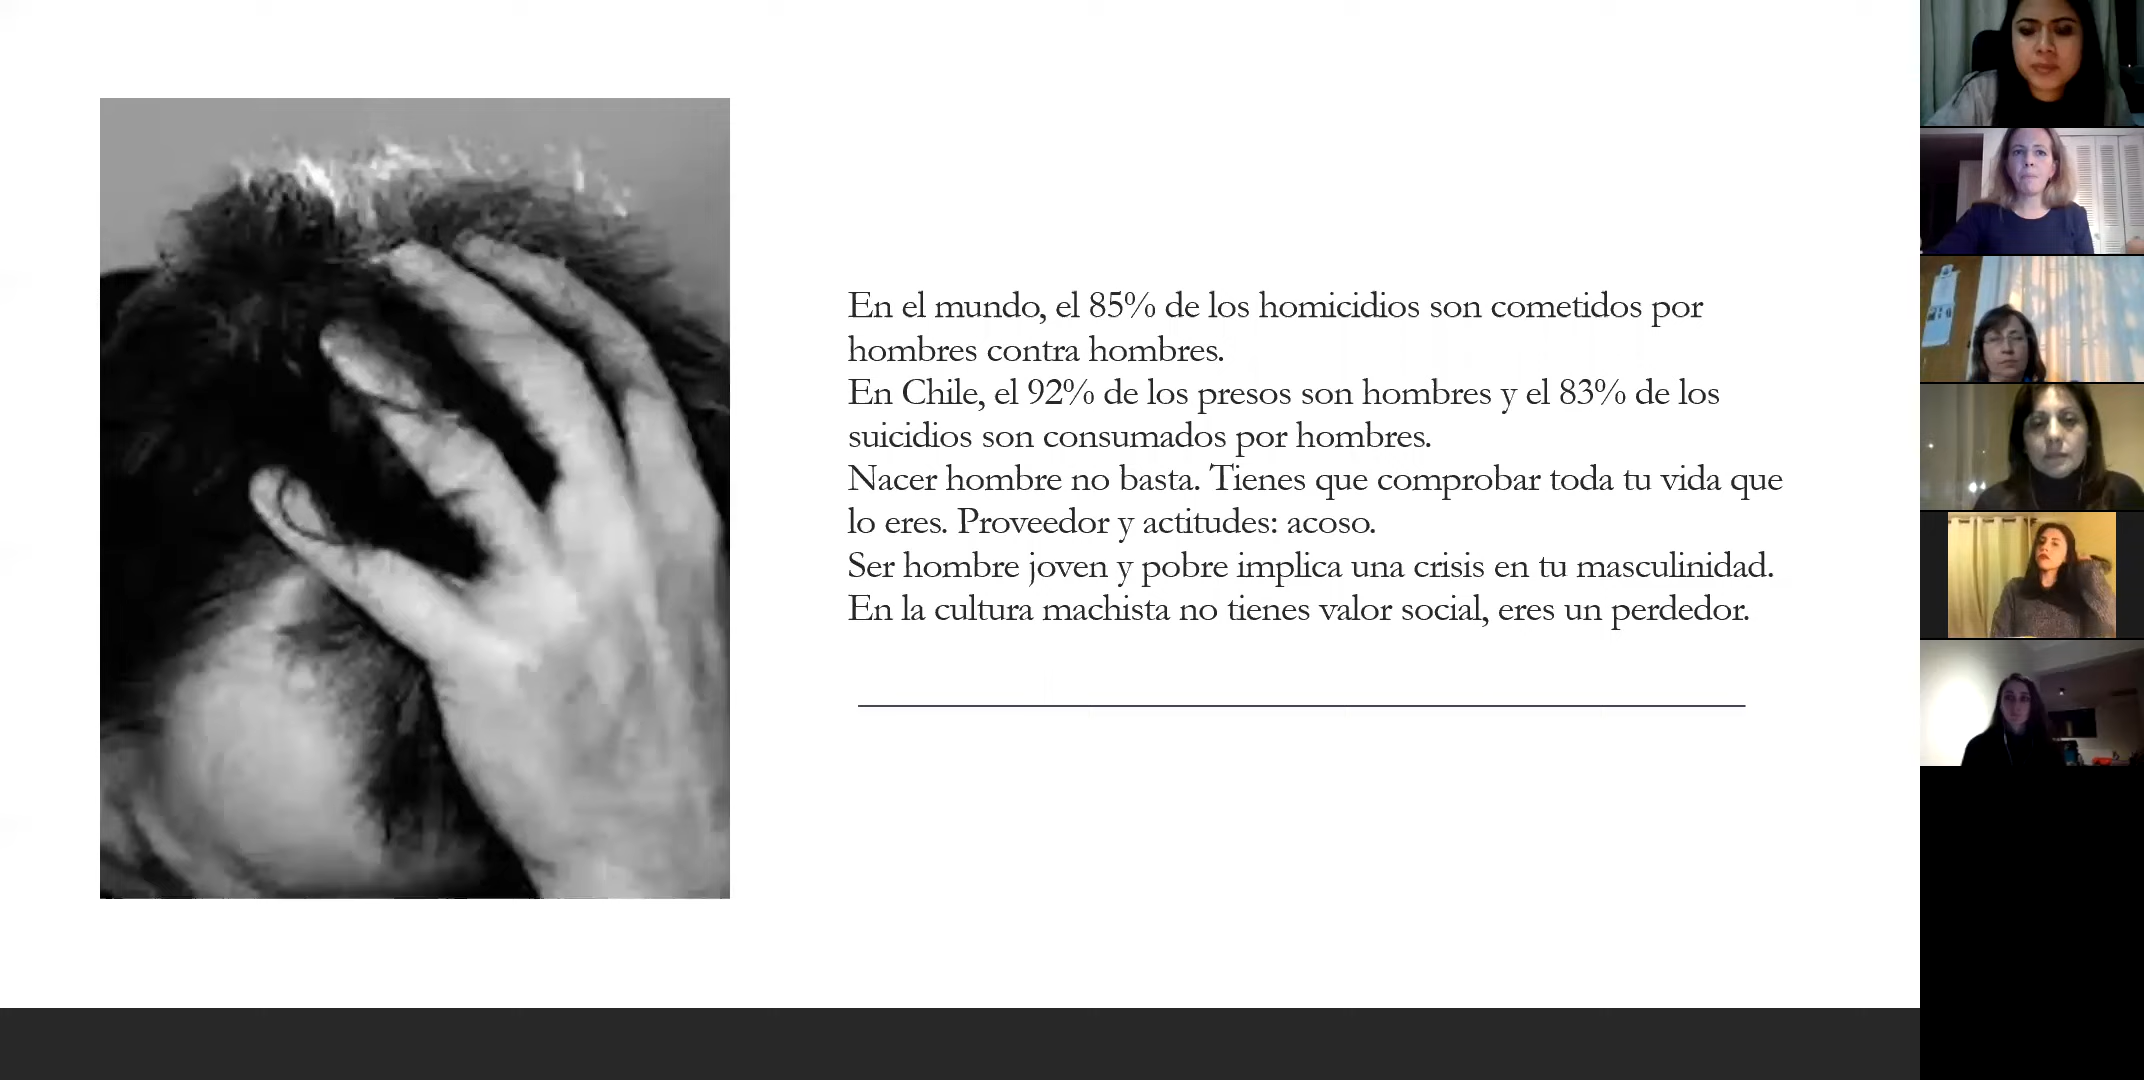 En el mundo, el 85% de los homicidios son cometidos por
hombres contra hombres.
En Chile, el 92% de los presos son hombres y el 83% de los
suicidios son consumados por hombres.
Nacer hombre no basta. Tienes que comprobar toda tu vida que
lo eres. Proveedor y actitudes: acoso.
Ser hombre joven y pobre implica una crisis en tu masculinidad.
En la cultura machista no tienes valor social, eres un perdedor.